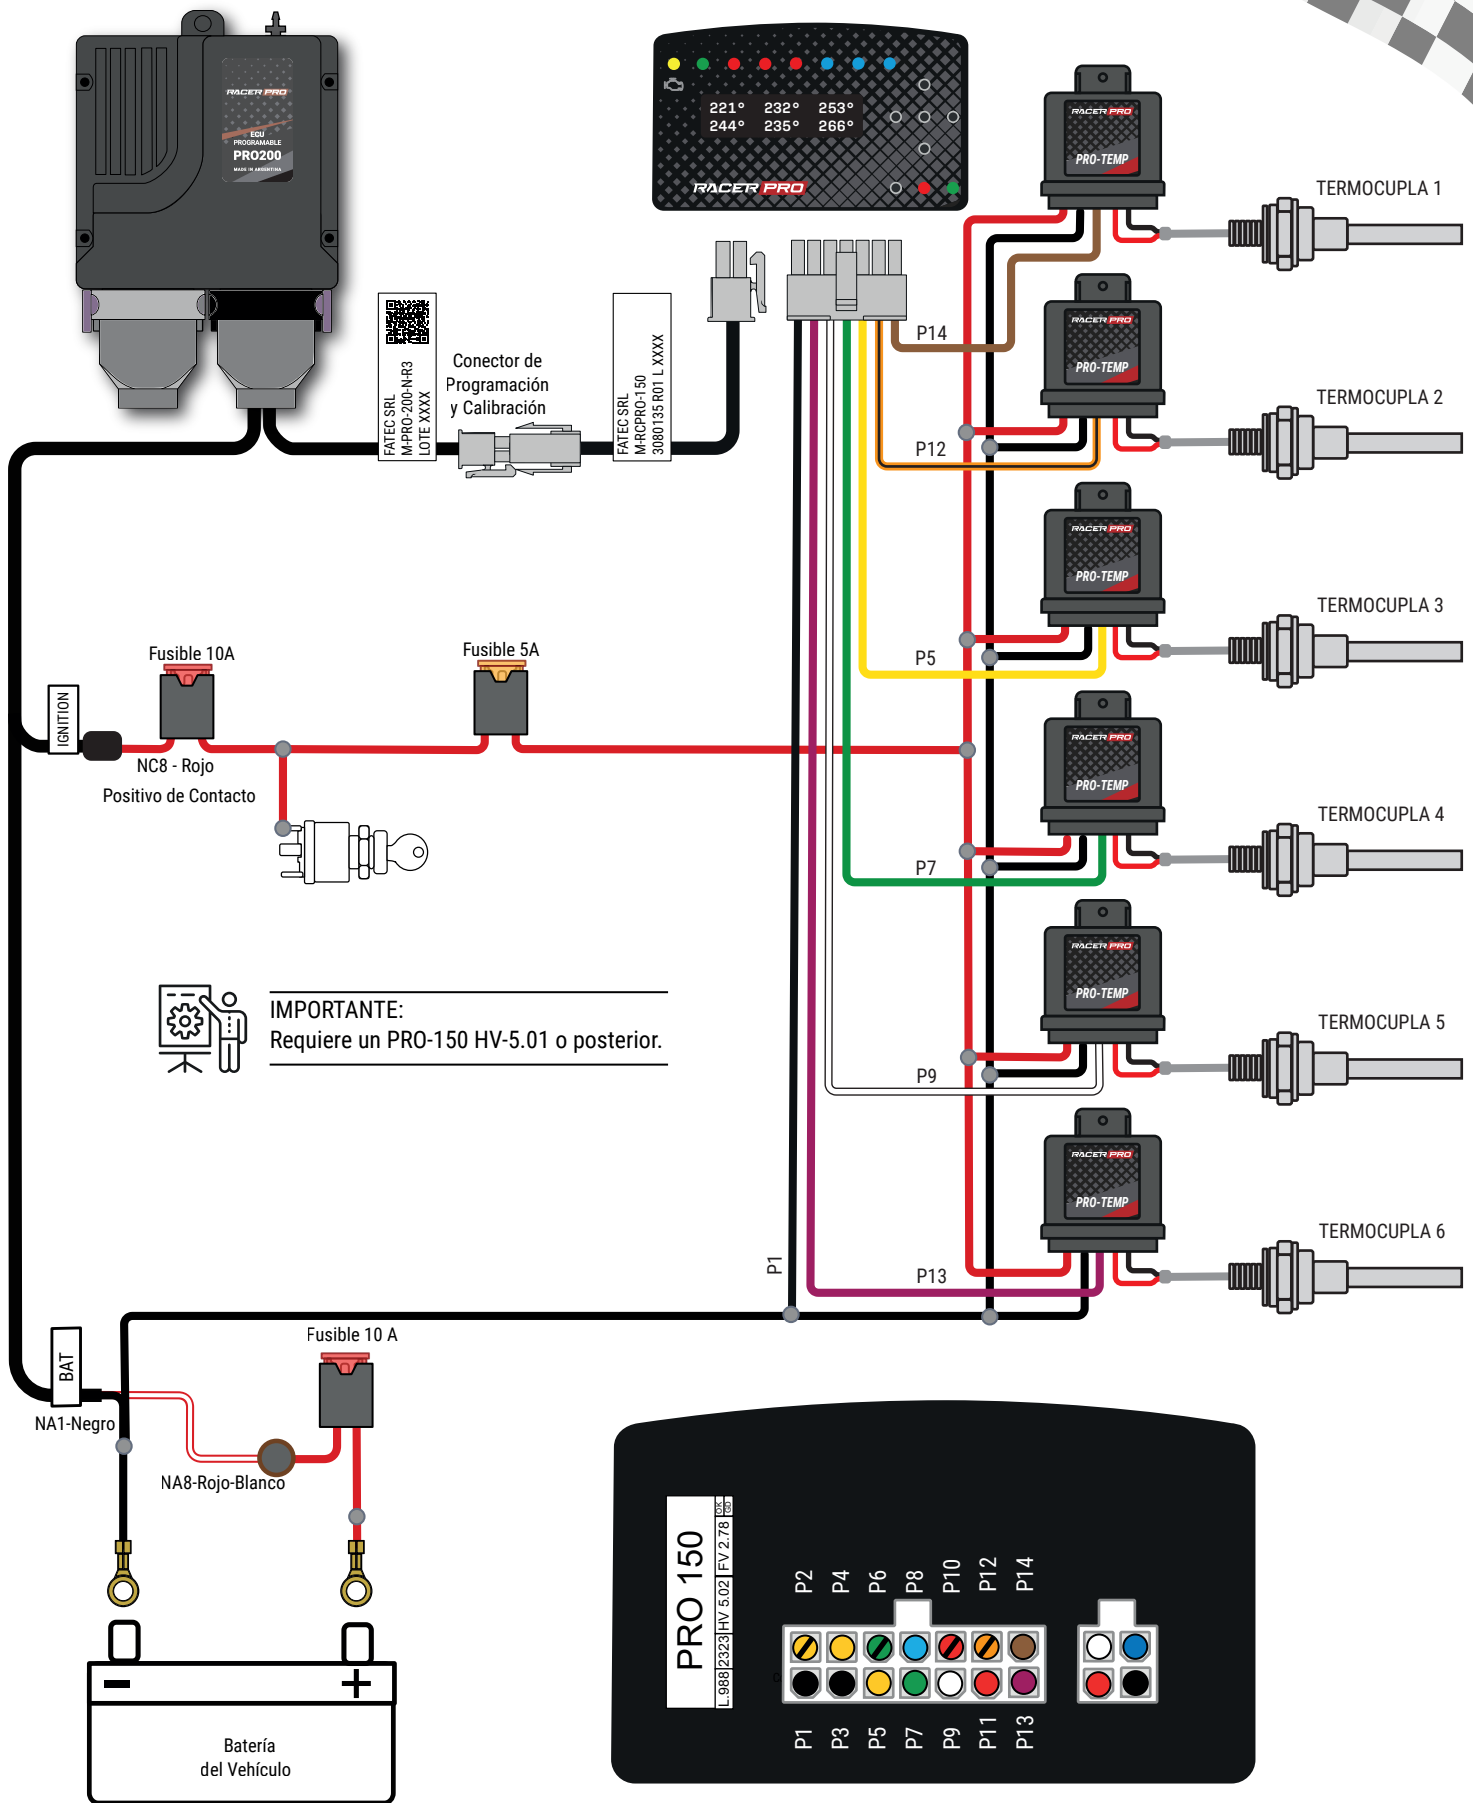 RACER PRO
ECU
PROGRAMABLE
PRO200
MADE IN ARGENTINA
221° 232° 253°
244° 235° 266°
RACER PRO
RACER PRO
PRO-TEMP
TERMOCUPLA 1
P14
RACER PRO
PRO-TEMP
TERMOCUPLA 2
P12
FATEC SRL
M-PRO-200-N-R3
LOTE XXXX
Conector de
Programación
y Calibración
FATEC SRL
M-RCPRO-150
3080135 R01 L XXXX
RACER PRO
PRO-TEMP
TERMOCUPLA 3
P5
Fusible 10A
Fusible 5A
IGNITION
NC8 - Rojo
Positivo de Contacto
RACER PRO
PRO-TEMP
TERMOCUPLA 4
P7
RACER PRO
PRO-TEMP
TERMOCUPLA 5
P9
IMPORTANTE:
Requiere un PRO-150 HV-5.01 o posterior.
RACER PRO
PRO-TEMP
TERMOCUPLA 6
P13
P1
Fusible 10 A
BAT
NA1-Negro
NA8-Rojo-Blanco
Batería
del Vehículo
PRO 150
L.988 2323 HV 5.02 FV 2.78
P2 P4 P6 P8 P10 P12 P14
P1 P3 P5 P7 P9 P11 P13